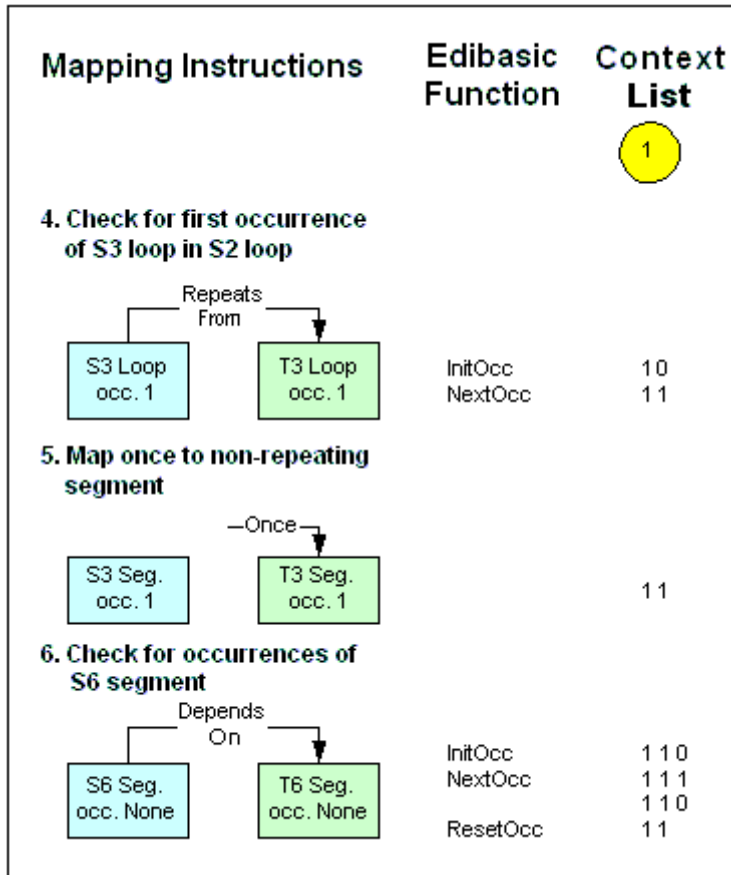 Mapping Instructions
Edibasic Function
Context List
1
4. Check for first occurrence
of S3 loop in S2 loop
Repeats
From
S3 Loop
occ. 1
T3 Loop
occ. 1
InitOcc 1 0
NextOcc 1 1
5. Map once to non-repeating
segment
Once
S3 Seg.
occ. 1
T3 Seg.
occ. 1
1 1
6. Check for occurrences of
S6 segment
Depends
On
S6 Seg.
occ. None
T6 Seg.
occ. None
InitOcc 1 1 0
NextOcc 1 1 1
1 1 0
ResetOcc 1 1